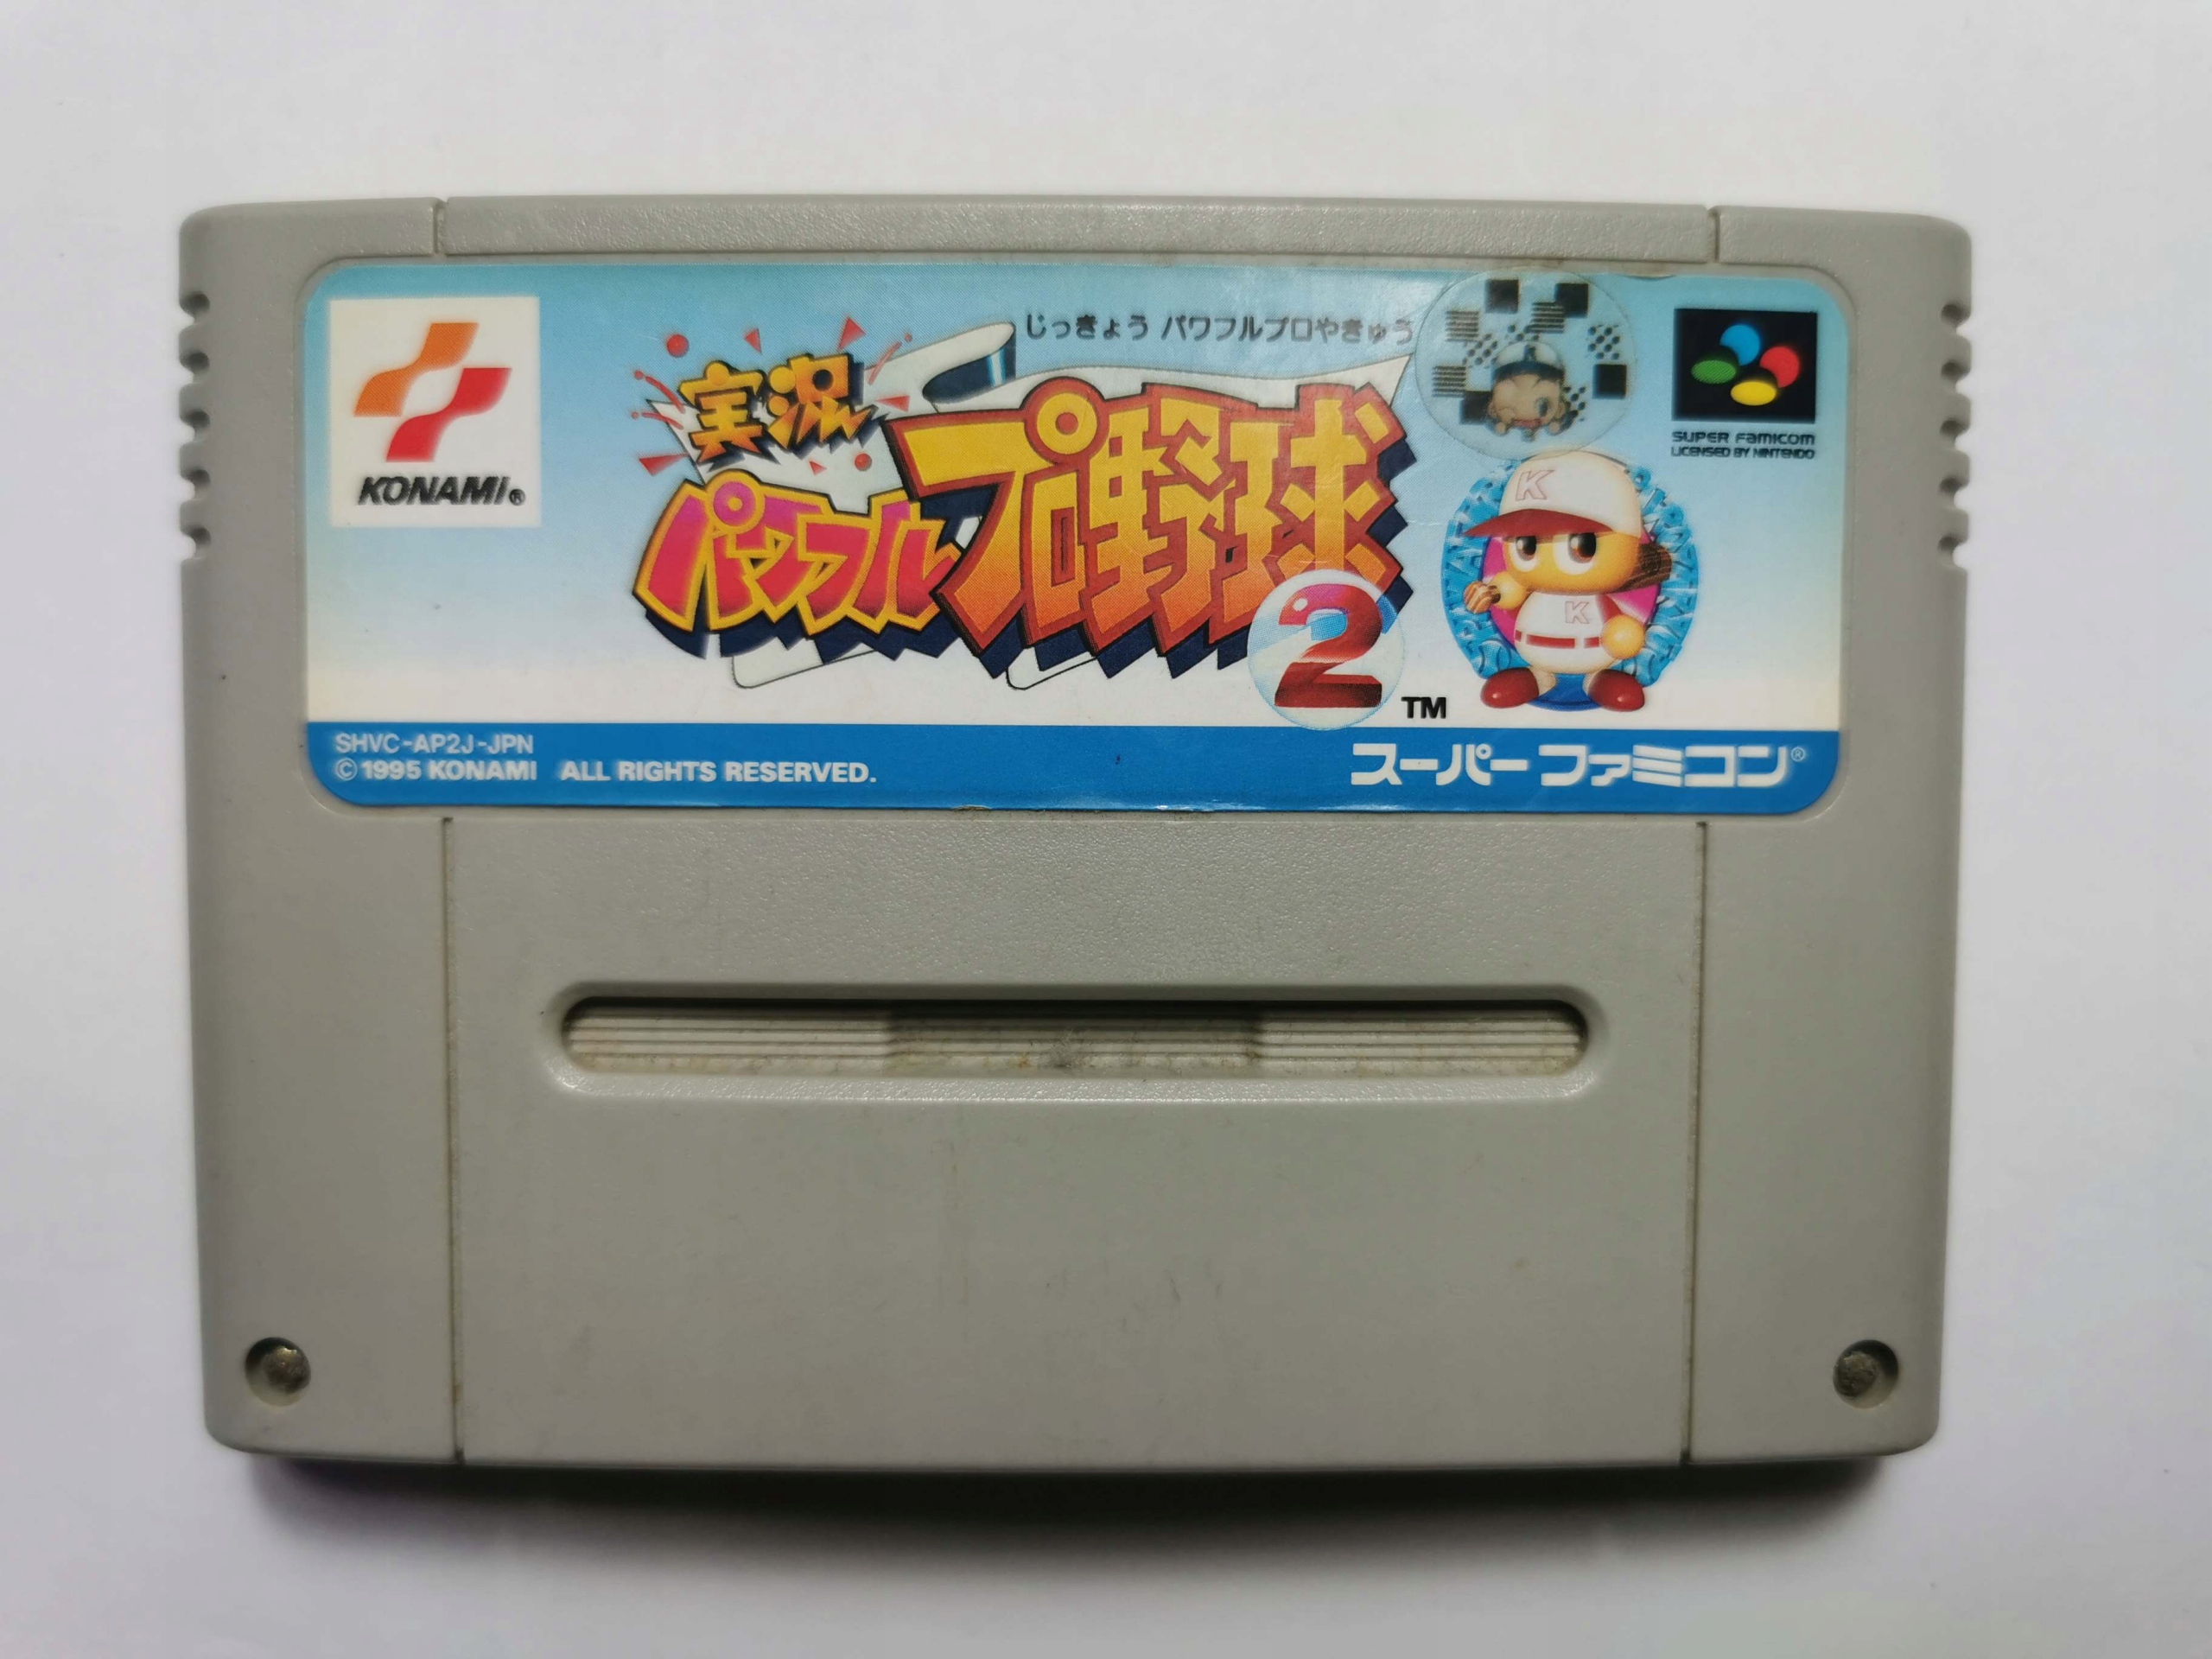 KONAMI®
じっきょう パワフルプロやきゅう
実況
パワフル
プロ野球
2
TM
K
K
SUPER FAMICOM
LICENSED BY NINTENDO
SHVC-AP2J-JPN
© 1995 KONAMI ALL RIGHTS RESERVED.
スーパーファミコン®